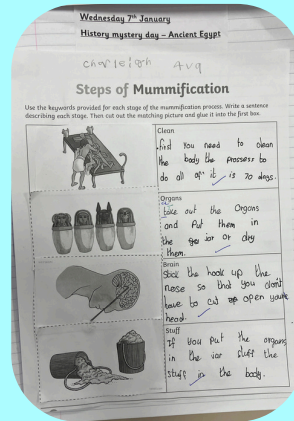 Wednesday 7th January
History mystery day – Ancient Egypt
charleigh 4vq
Steps of Mummification
Use the keywords provided for each stage of the mummification process. Write a sentence
describing each stage. Then cut out the matching picture and glue it into the first box.
Clean
first you need to clean
the body the prossess to
do all of it is 70 days.
Organs
take out the Organs
and Put them in
the jar or dry
them.
Brain
Stick the hook up the
nose so that you don't
have to cut open your
head.
Stuff
If you put the organs
in the jar stuff the
stuff in the body.